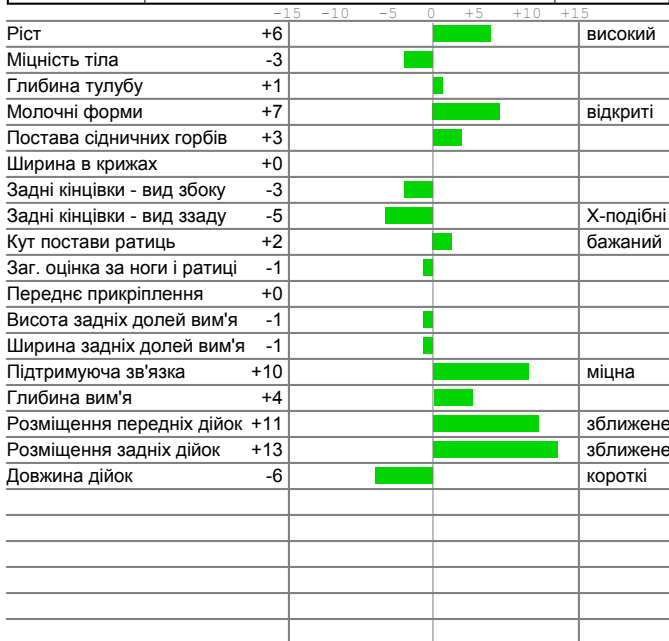 -15 -10 -5 0 +5 +10 +15
Ріст +6 високий
Міцність тіла -3
Глибина тулубу +1
Молочні форми +7 відкриті
Постава сідничних горбів +3
Ширина в крижах +0
Задні кінцівки - вид збоку -3
Задні кінцівки - вид ззаду -5 Х-подібні
Кут постави ратиць +2 бажаний
Заг. оцінка за ноги і ратиці -1
Переднє прикріплення +0
Висота задніх долей вим'я -1
Ширина задніх долей вим'я -1
Підтримуюча зв'язка +10 міцна
Глибина вим'я +4
Розміщення передніх дійок +11 зближене
Розміщення задніх дійок +13 зближене
Довжина дійок -6 короткі